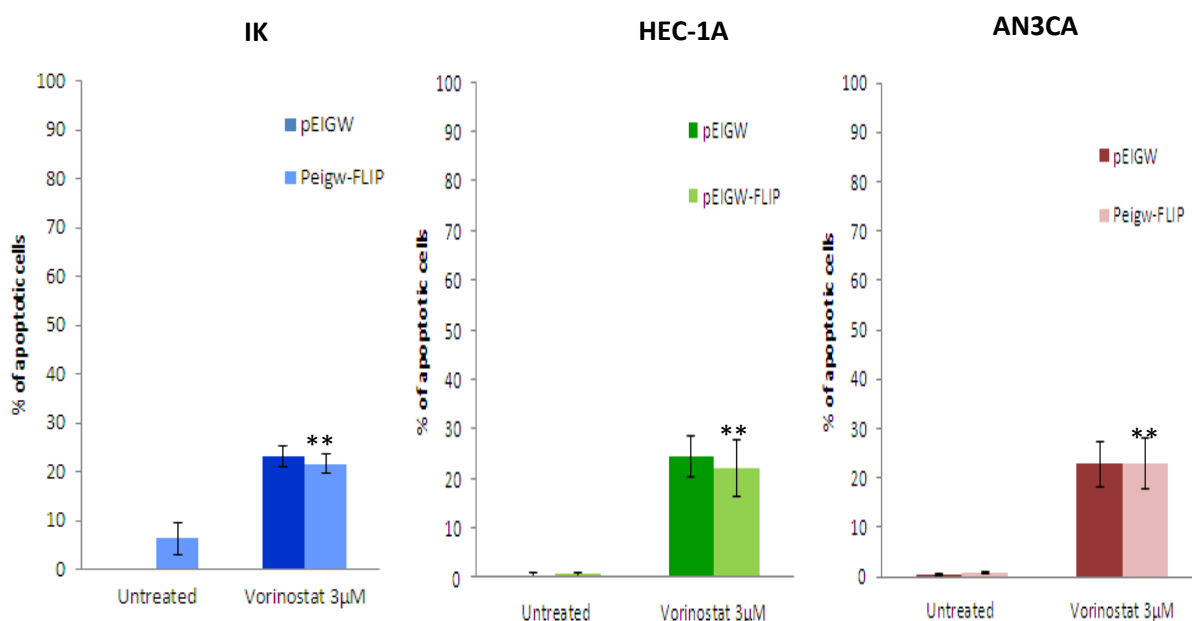 IK
% of apoptotic cells
100
90
80
70
60
50
40
30
20
10
0
pEIGW
Peigw-FLIP
**
Untreated
Vorinostat 3µM
HEC-1A
% of apoptotic cells
100
90
80
70
60
50
40
30
20
10
0
pEIGW
pEIGW-FLIP
**
Untreated
Vorinostat 3µM
AN3CA
% of apoptotic cells
100
90
80
70
60
50
40
30
20
10
0
pEIGW
Peigw-FLIP
**
Untreated
Vorinostat 3µM